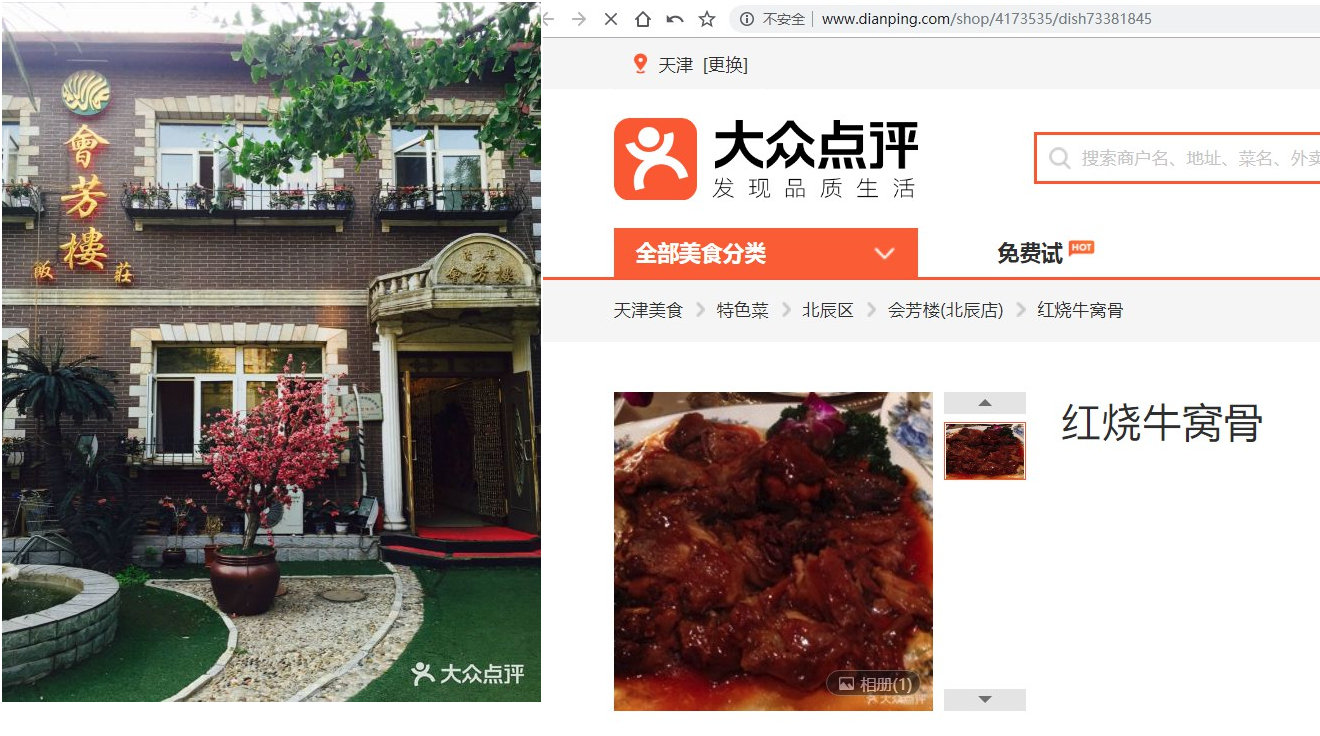 會芳樓
飯莊
會芳樓
大众点评
不安全 www.dianping.com/shop/4173535/dish73381845
天津 [更换]
大众点评
发现品质生活
搜索商户名、地址、菜名、外卖
全部美食分类
免费试 HOT
天津美食 > 特色菜 > 北辰区 > 会芳楼(北辰店) > 红烧牛窝骨
红烧牛窝骨
相册(1)
大众点评